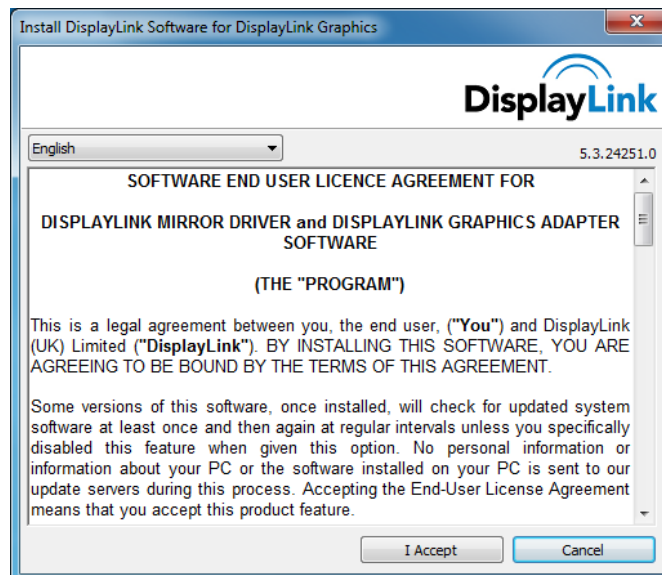 Install DisplayLink Software for DisplayLink Graphics
DisplayLink
English
5.3.24251.0
SOFTWARE END USER LICENCE AGREEMENT FOR
DISPLAYLINK MIRROR DRIVER and DISPLAYLINK GRAPHICS ADAPTER
SOFTWARE
(THE "PROGRAM")
This is a legal agreement between you, the end user, ("You") and DisplayLink
(UK) Limited ("DisplayLink"). BY INSTALLING THIS SOFTWARE, YOU ARE
AGREEING TO BE BOUND BY THE TERMS OF THIS AGREEMENT.
Some versions of this software, once installed, will check for updated system
software at least once and then again at regular intervals unless you specifically
disabled this feature when given this option. No personal information or
information about your PC or the software installed on your PC is sent to our
update servers during this process. Accepting the End-User License Agreement
means that you accept this product feature.
I Accept
Cancel